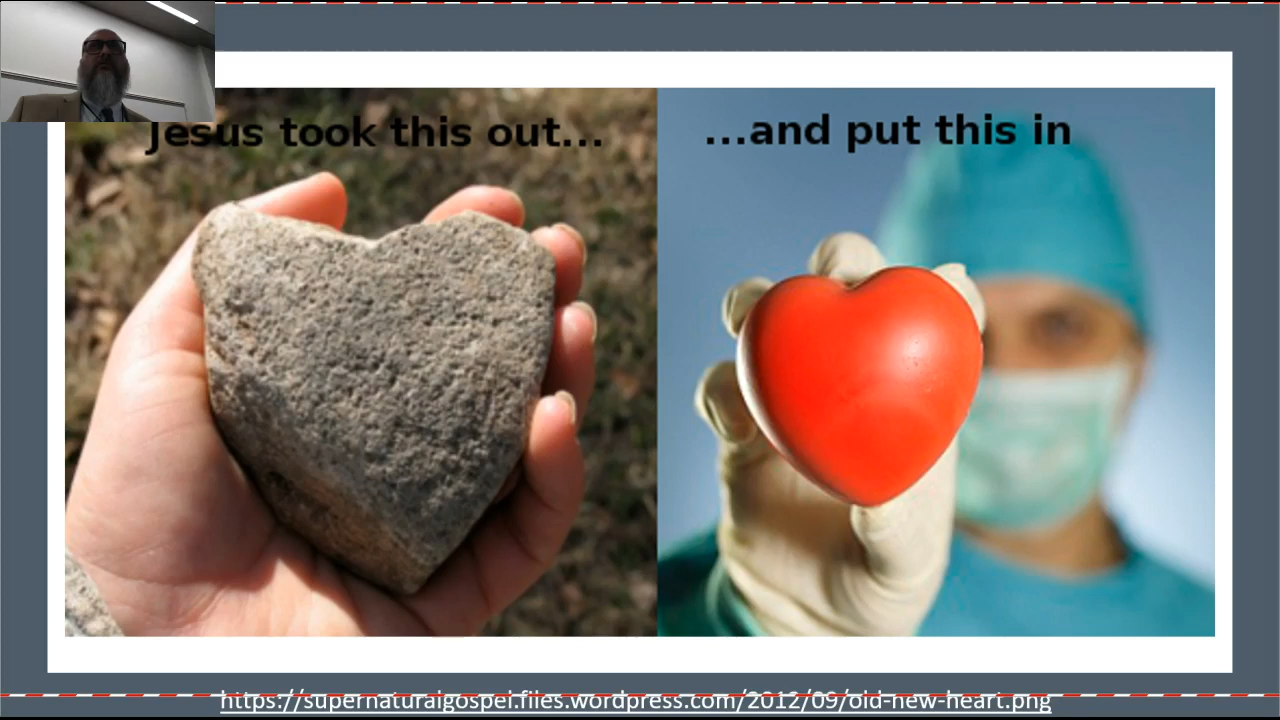 Jesus took this out...
...and put this in
https://supernaturalgospel.files.wordpress.com/2012/09/old-new-heart.png